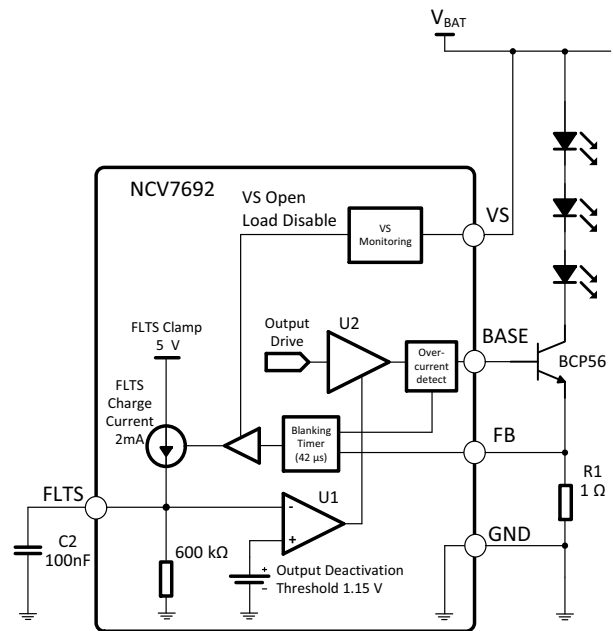 VBAT
NCV7692
VS Open
Load Disable
VS
Monitoring
VS
FLTS Clamp
5 V
Output
Drive
U2
Over-
current
detect
BASE
BCP56
FLTS
Charge
Current
2mA
Blanking
Timer
(42 µs)
FB
FLTS
U1
-
+
R1
1 Ω
C2
100nF
600 kΩ
GND
+
-
Output Deactivation
Threshold 1.15 V